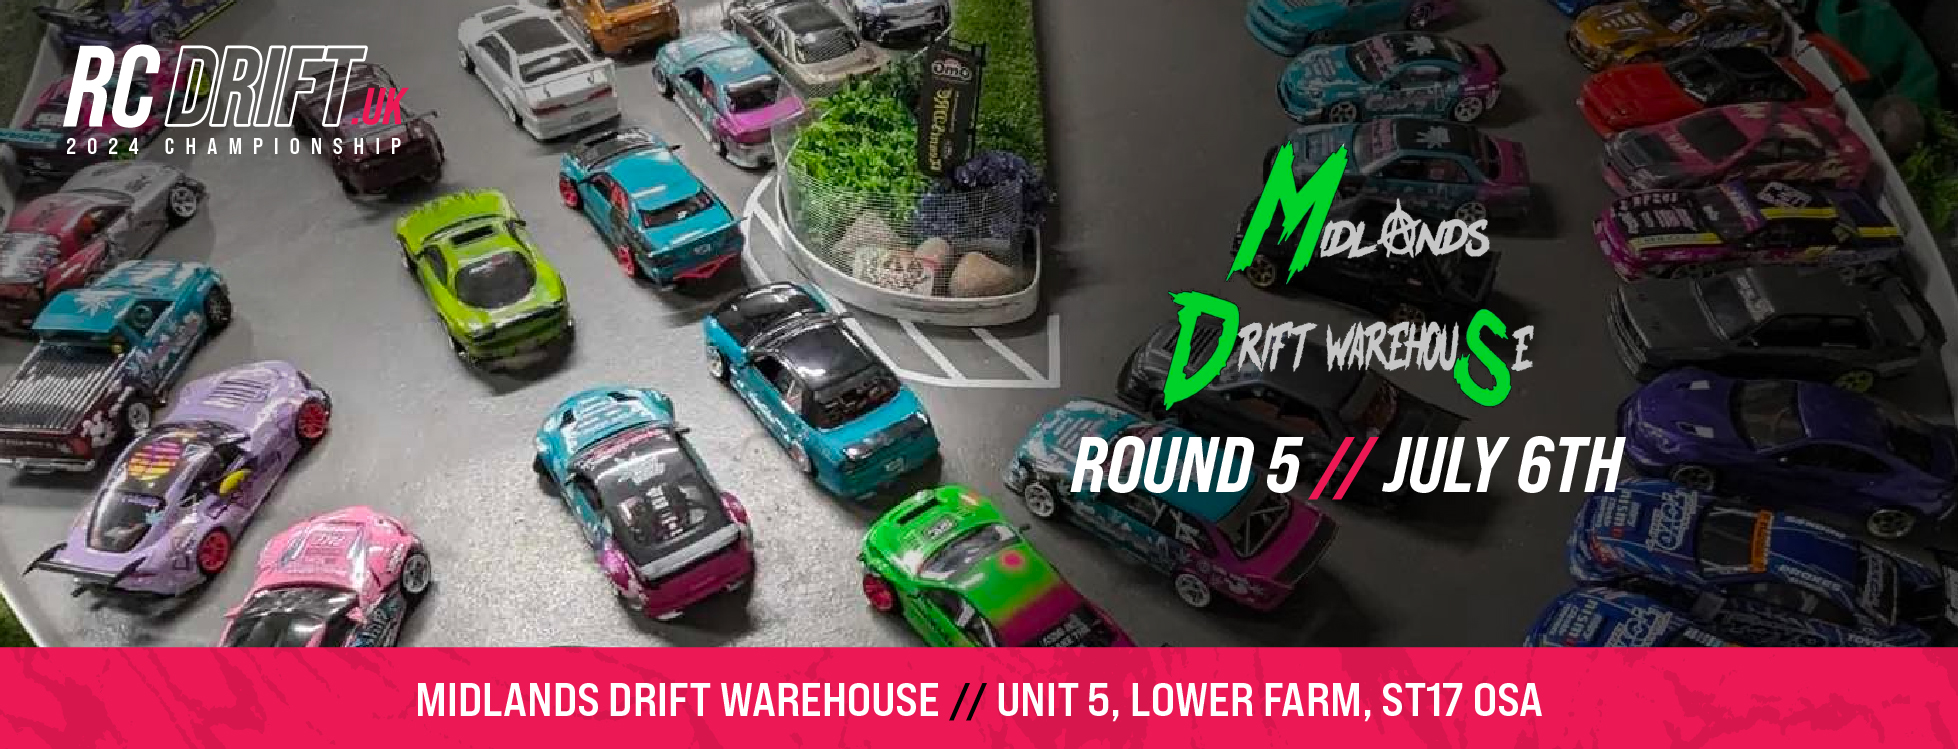 RC DRIFT.UK
2024 CHAMPIONSHIP
MIDLANDS
DRIFT WAREHOUSE
ROUND 5 // JULY 6TH
MIDLANDS DRIFT WAREHOUSE // UNIT 5, LOWER FARM, ST17 0SA